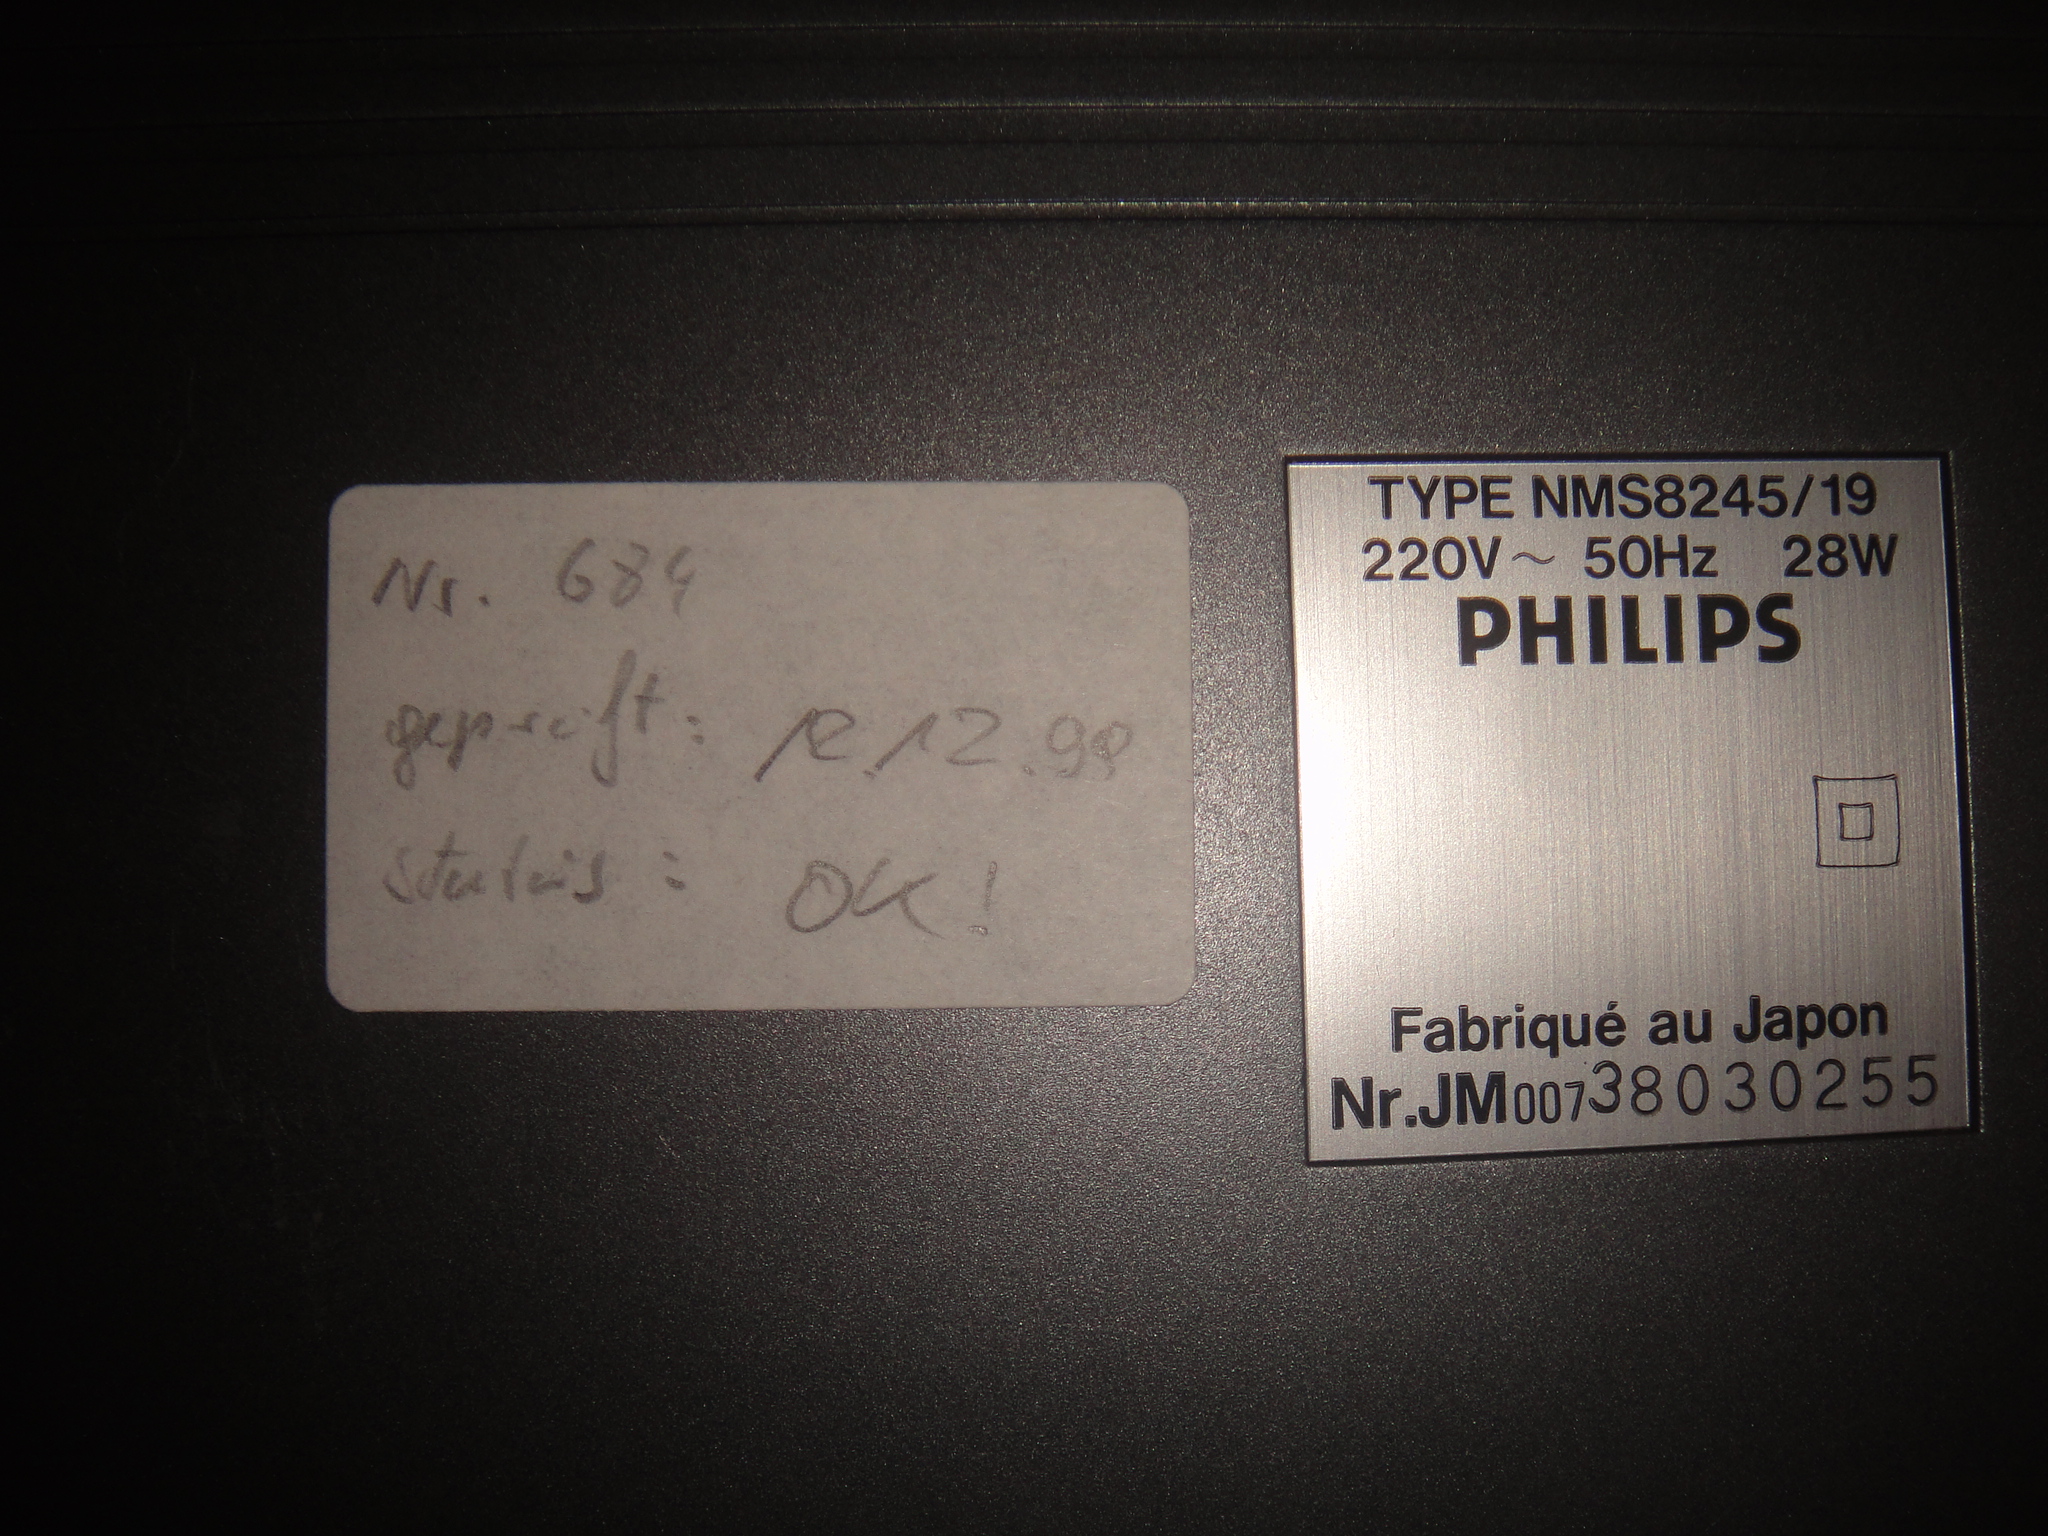 Nr. 684
geprüft: 12.12.98
status: OK!
TYPE NMS8245/19
220V~ 50Hz 28W
PHILIPS
Fabriqué au Japon
Nr.JM00738030255